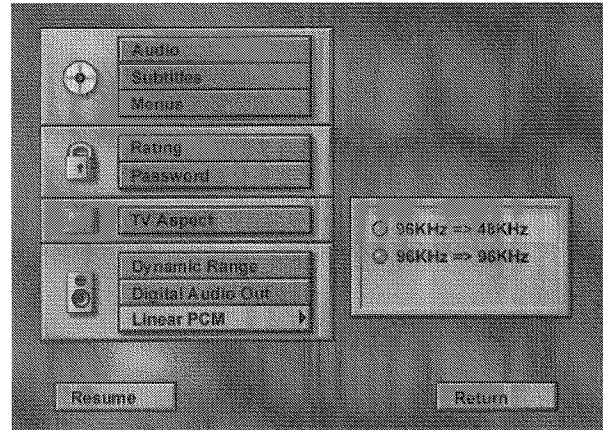 Audio
Subtitles
Menus
Rating
Password
TV Aspect
Dynamic Range
Digital Audio Out
Linear PCM
96KHz => 48KHz
96KHz => 96KHz
Resume
Return